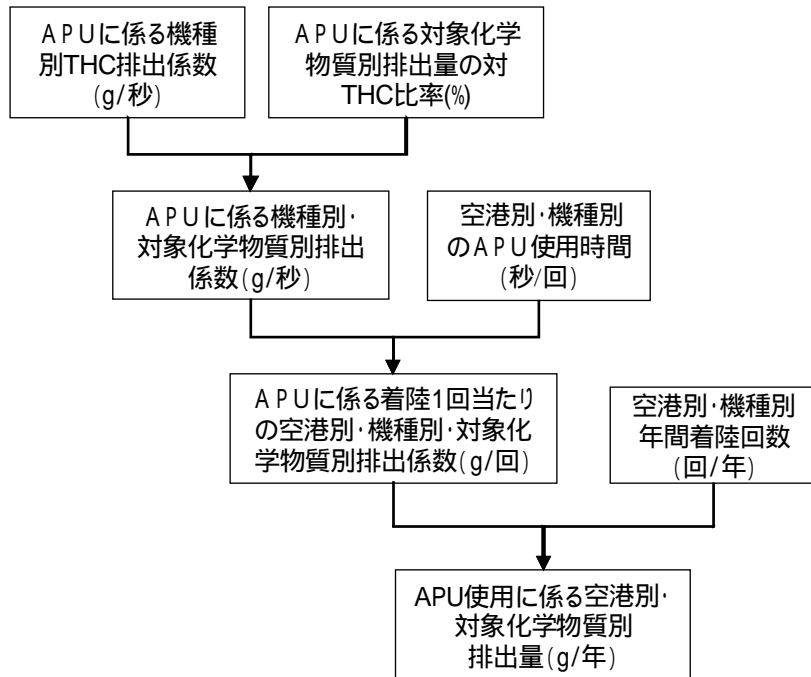 APUに係る機種
別THC排出係数
(g/秒)
APUに係る対象化学
物質別排出量の対
THC比率(%)
APUに係る機種別・
対象化学物質別排出
係数(g/秒)
空港別・機種別
のAPU使用時間
(秒/回)
APUに係る着陸1回当たり
の空港別・機種別・対象化
学物質別排出係数(g/回)
空港別・機種別
年間着陸回数
(回/年)
APU使用に係る空港別・
対象化学物質別
排出量(g/年)